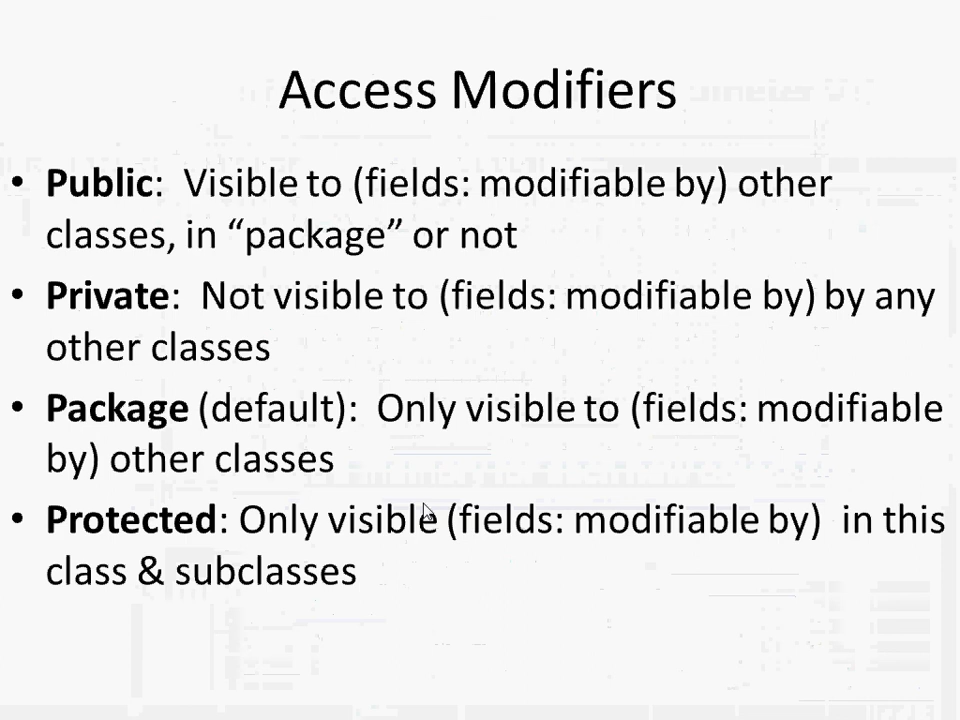 Access Modifiers
• Public:  Visible to (fields: modifiable by) other
classes, in “package” or not
• Private:  Not visible to (fields: modifiable by) by any
other classes
• Package (default):  Only visible to (fields: modifiable
by) other classes
• Protected: Only visible (fields: modifiable by)  in this
class & subclasses